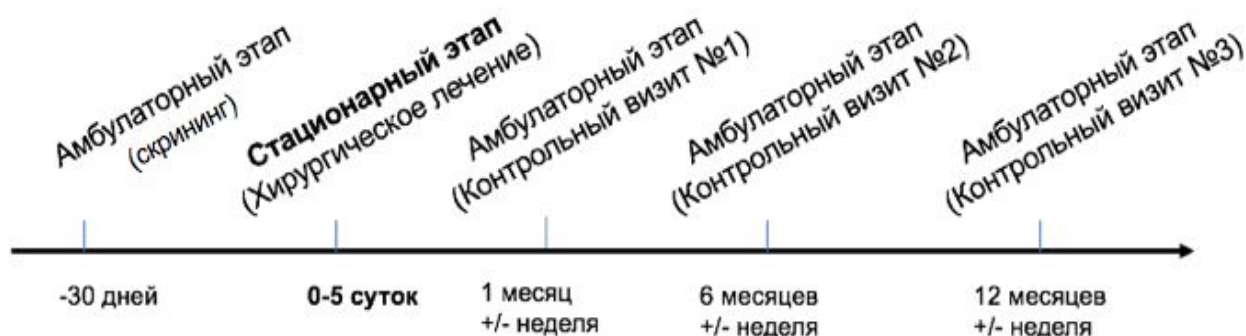 Амбулаторный этап
(скрининг)
Стационарный этап
(Хирургическое лечение)
Амбулаторный этап
(Контрольный визит №1)
Амбулаторный этап
(Контрольный визит №2)
Амбулаторный этап
(Контрольный визит №3)
-30 дней
0-5 суток
1 месяц
+/- неделя
6 месяцев
+/- неделя
12 месяцев
+/- неделя